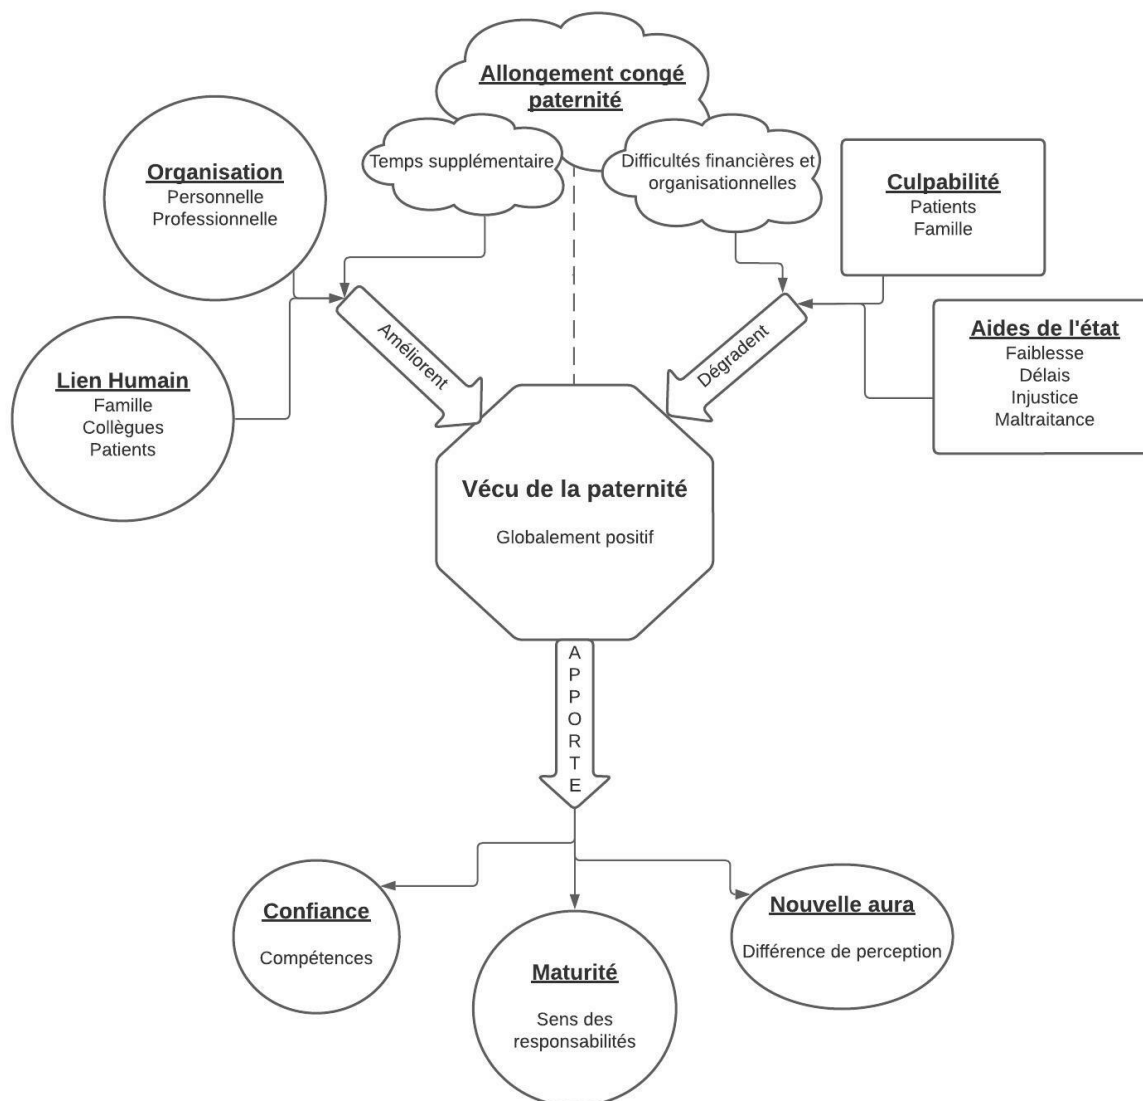 Allongement congé
paternité
Temps supplémentaire
Difficultés financières et
organisationnelles
Organisation
Personnelle
Professionnelle
Culpabilité
Patients
Famille
Lien Humain
Famille
Collègues
Patients
Aides de l'état
Faiblesse
Délais
Injustice
Maltraitance
Améliorent
Dégradent
Vécu de la paternité
Globalement positif
APPORTE
Confiance
Compétences
Maturité
Sens des
responsabilités
Nouvelle aura
Différence de perception